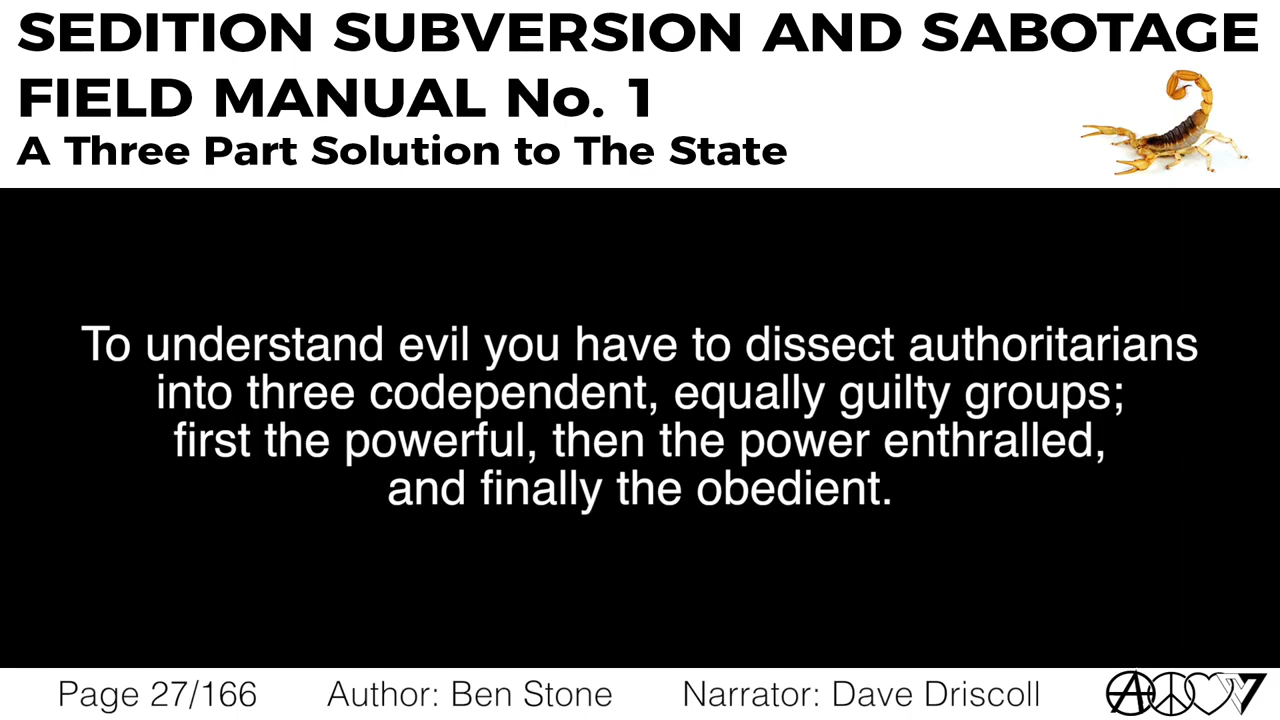 SEDITION SUBVERSION AND SABOTAGE
FIELD MANUAL No. 1
A Three Part Solution to The State
To understand evil you have to dissect authoritarians
into three codependent, equally guilty groups;
first the powerful, then the power enthralled,
and finally the obedient.
Page 27/166 Author: Ben Stone Narrator: Dave Driscoll